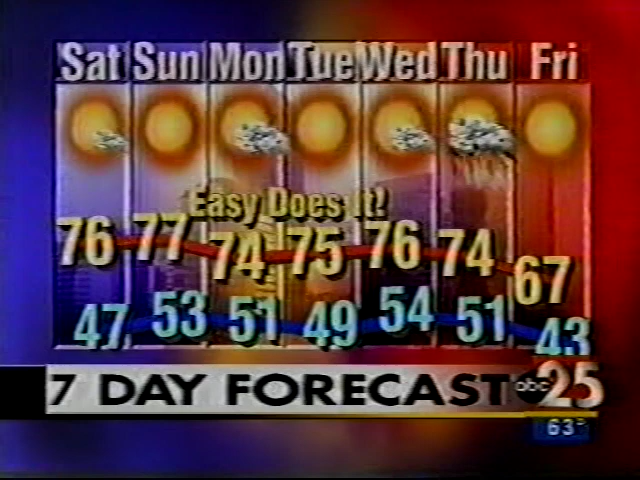 Sat Sun Mon Tue Wed Thu Fri
Easy Does It!
76 77 74 75 76 74 67
47 53 51 49 54 51 43
7 DAY FORECAST abc 25
63°